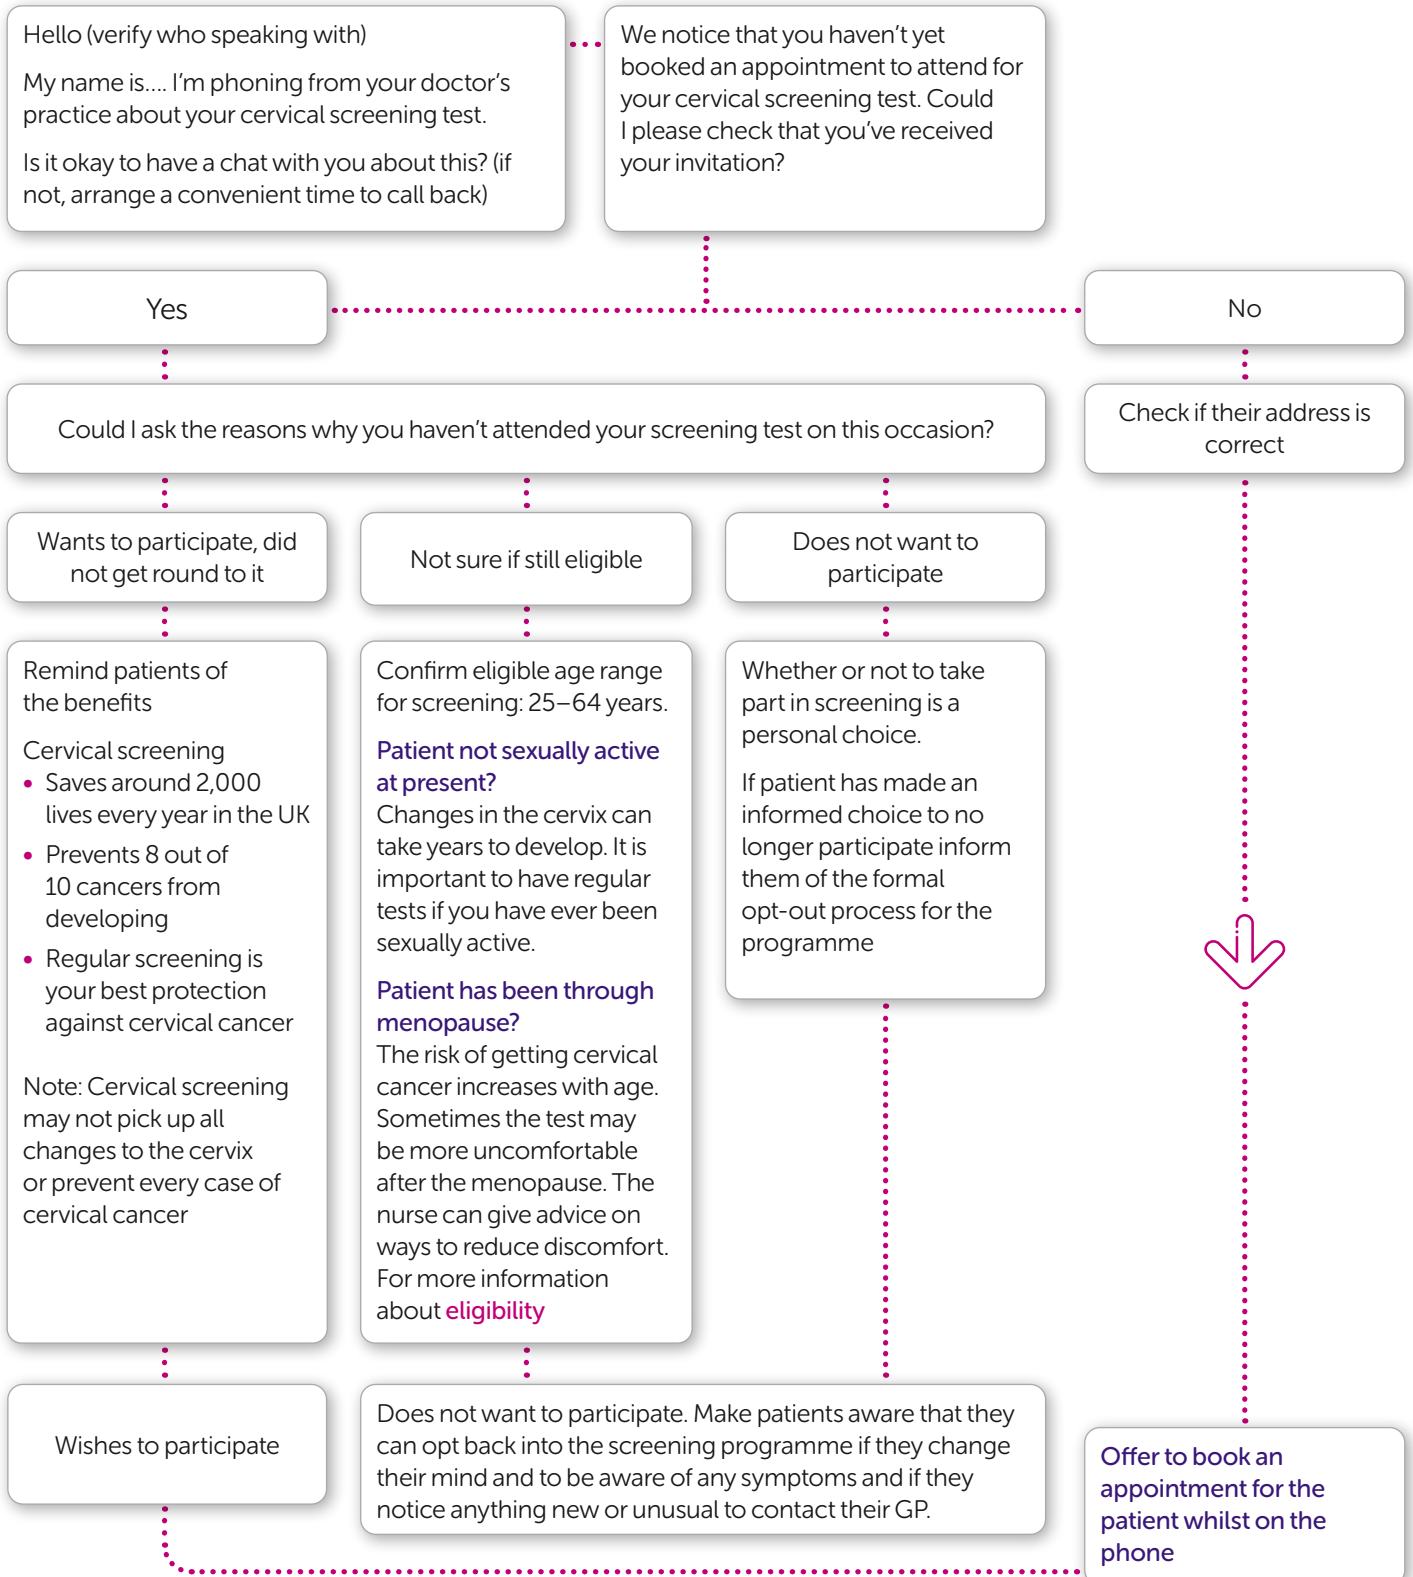 Hello (verify who speaking with)
My name is.... I'm phoning from your doctor's
practice about your cervical screening test.
Is it okay to have a chat with you about this? (if
not, arrange a convenient time to call back)
We notice that you haven't yet
booked an appointment to attend for
your cervical screening test. Could
I please check that you've received
your invitation?
Yes
No
Could I ask the reasons why you haven't attended your screening test on this occasion?
Check if their address is
correct
Wants to participate, did
not get round to it
Not sure if still eligible
Does not want to
participate
Remind patients of
the benefits
Cervical screening
• Saves around 2,000
lives every year in the UK
• Prevents 8 out of
10 cancers from
developing
• Regular screening is
your best protection
against cervical cancer
Note: Cervical screening
may not pick up all
changes to the cervix
or prevent every case of
cervical cancer
Confirm eligible age range
for screening: 25–64 years.
Patient not sexually active
at present?
Changes in the cervix can
take years to develop. It is
important to have regular
tests if you have ever been
sexually active.
Patient has been through
menopause?
The risk of getting cervical
cancer increases with age.
Sometimes the test may
be more uncomfortable
after the menopause. The
nurse can give advice on
ways to reduce discomfort.
For more information
about eligibility
Whether or not to take
part in screening is a
personal choice.
If patient has made an
informed choice to no
longer participate inform
them of the formal
opt-out process for the
programme
Wishes to participate
Does not want to participate. Make patients aware that they
can opt back into the screening programme if they change
their mind and to be aware of any symptoms and if they
notice anything new or unusual to contact their GP.
Offer to book an
appointment for the
patient whilst on the
phone